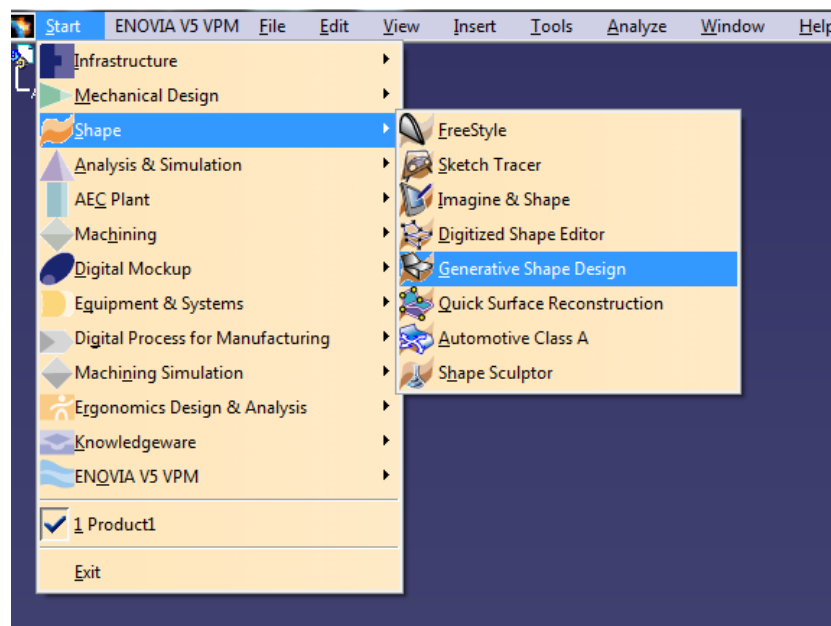 Start ENOVIA V5 VPM File Edit View Insert Tools Analyze Window Help
Infrastructure
Mechanical Design
Shape
Analysis & Simulation
AEC Plant
Machining
Digital Mockup
Equipment & Systems
Digital Process for Manufacturing
Machining Simulation
Ergonomics Design & Analysis
Knowledgeware
ENOVIA V5 VPM
1 Product1
Exit
FreeStyle
Sketch Tracer
Imagine & Shape
Digitized Shape Editor
Generative Shape Design
Quick Surface Reconstruction
Automotive Class A
Shape Sculptor